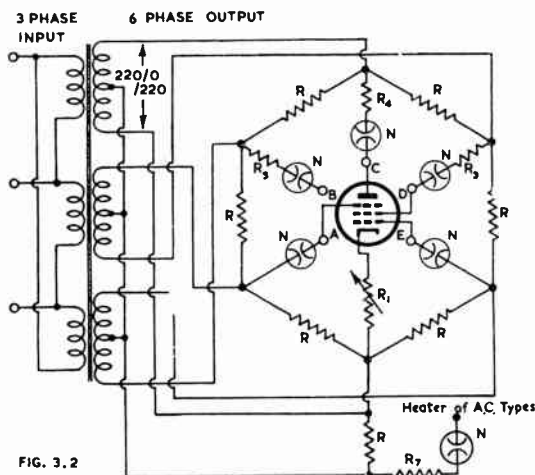 3 PHASE INPUT
6 PHASE OUTPUT
220/0/220
R
R4
R
N
C
R5
N
B
N
D
R3
R
R
A
E
N
N
R1
R
R
R
Heater of A.C. Types
N
R7
FIG. 3.2